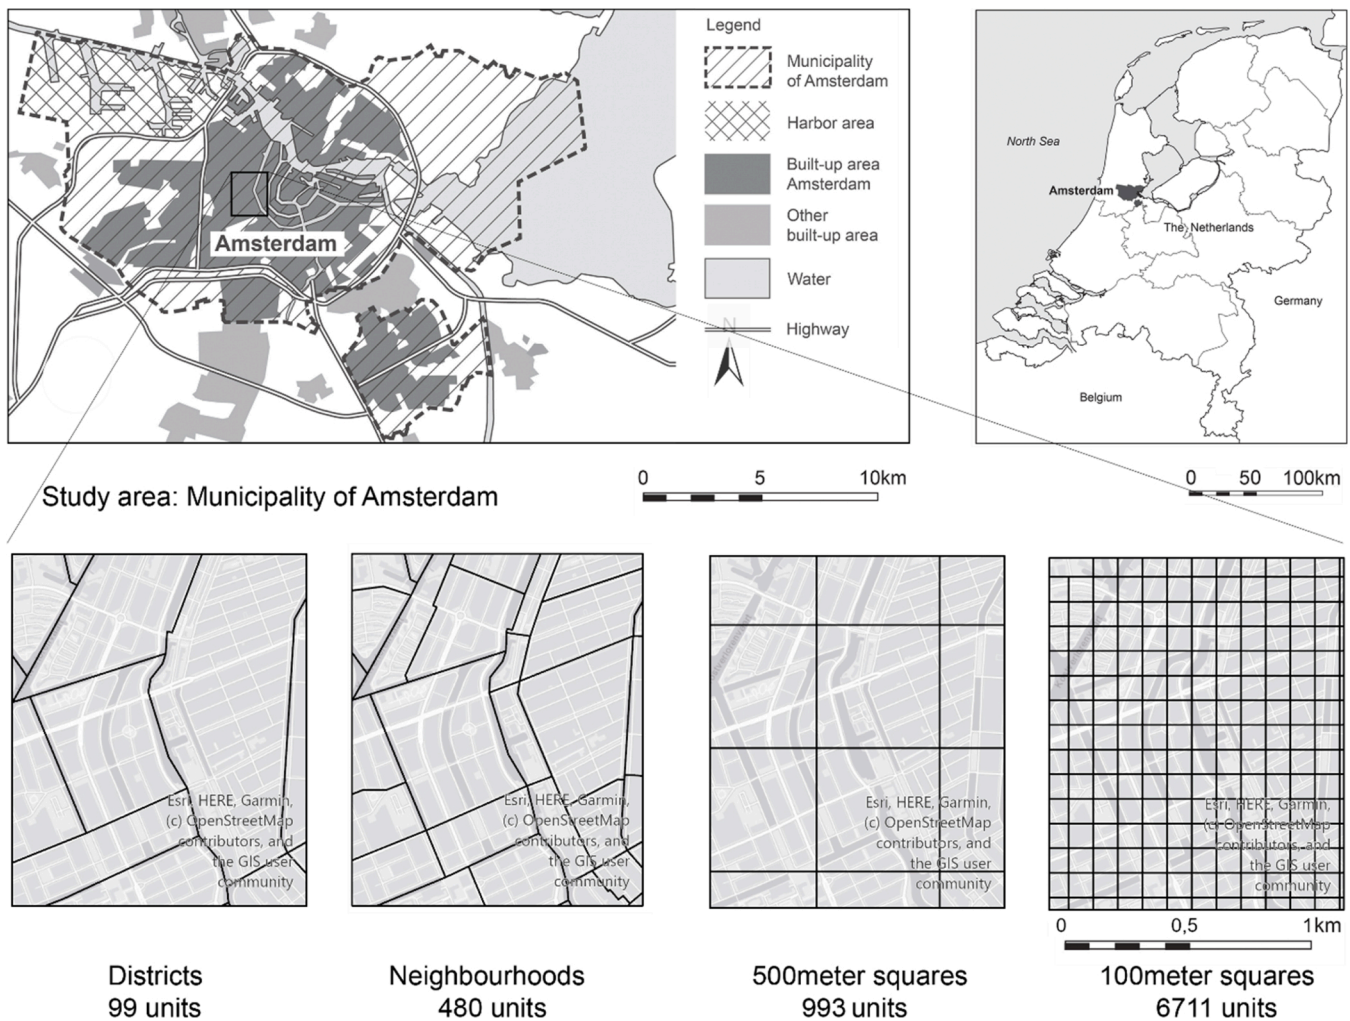 Legend
Municipality
of Amsterdam
Harbor area
Built-up area
Amsterdam
Other
built-up area
Water
N
Highway
Amsterdam
North Sea
Amsterdam
The Netherlands
Germany
Belgium
Study area: Municipality of Amsterdam
0 5 10km
0 50 100km
Esri, HERE, Garmin,
(c) OpenStreetMap
contributors, and
the GIS user
community
Esri, HERE, Garmin,
(c) OpenStreetMap
contributors, and
the GIS user
community
Esri, HERE, Garmin,
(c) OpenStreetMap
contributors, and
the GIS user
community
Esri, HERE, Garmin,
(c) OpenStreetMap
contributors, and
the GIS user
community
0 0,5 1km
Districts
99 units
Neighbourhoods
480 units
500meter squares
993 units
100meter squares
6711 units